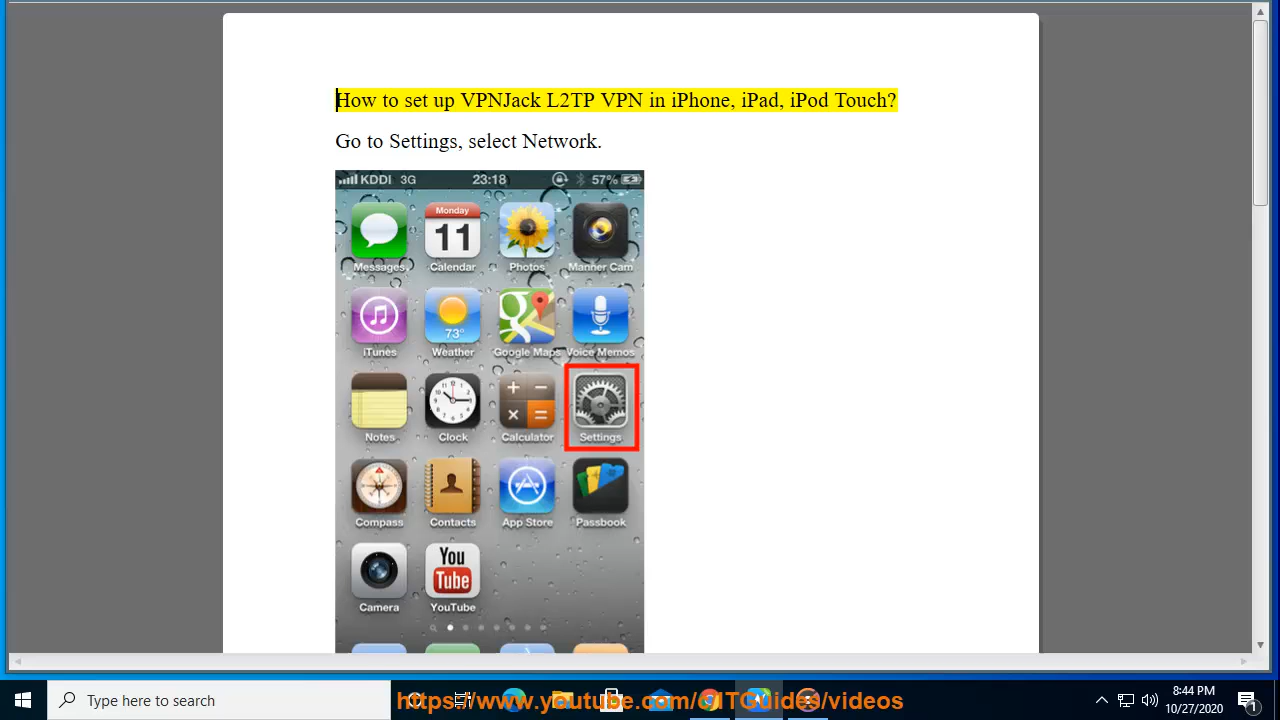 How to set up VPNJack L2TP VPN in iPhone, iPad, iPod Touch?
Go to Settings, select Network.
KDDI 3G 23:18 57%
Monday
11
Messages Calendar Photos Manner Cam
73°
iTunes Weather Google Maps Voice Memos
Notes Clock Calculator Settings
Compass Contacts App Store Passbook
You
Tube
Camera YouTube
Type here to search
https://www.youtube.com/@ITGuides/videos
8:44 PM
10/27/2020
1